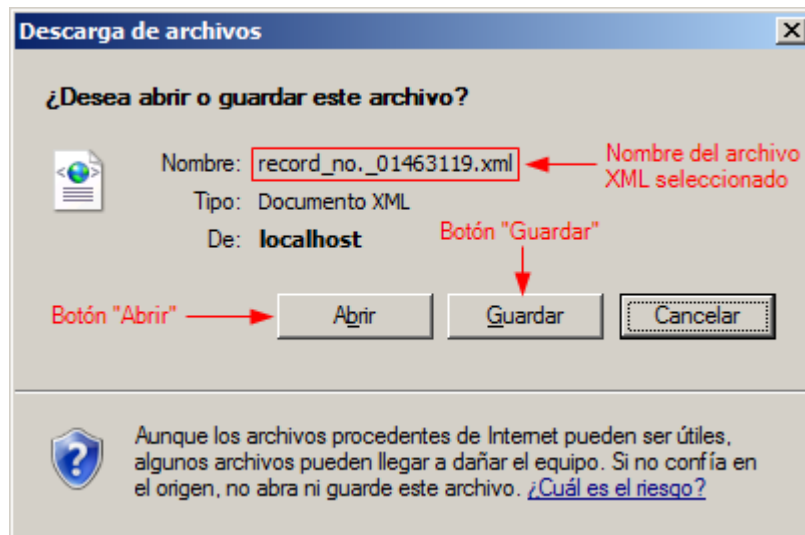 Descarga de archivos
¿Desea abrir o guardar este archivo?
Nombre: record_no._01463119.xml
Nombre del archivo
XML seleccionado
Tipo: Documento XML
De: localhost
Botón "Guardar"
Botón "Abrir"
Abrir
Guardar
Cancelar
Aunque los archivos procedentes de Internet pueden ser útiles,
algunos archivos pueden llegar a dañar el equipo. Si no confía en
el origen, no abra ni guarde este archivo. ¿Cuál es el riesgo?